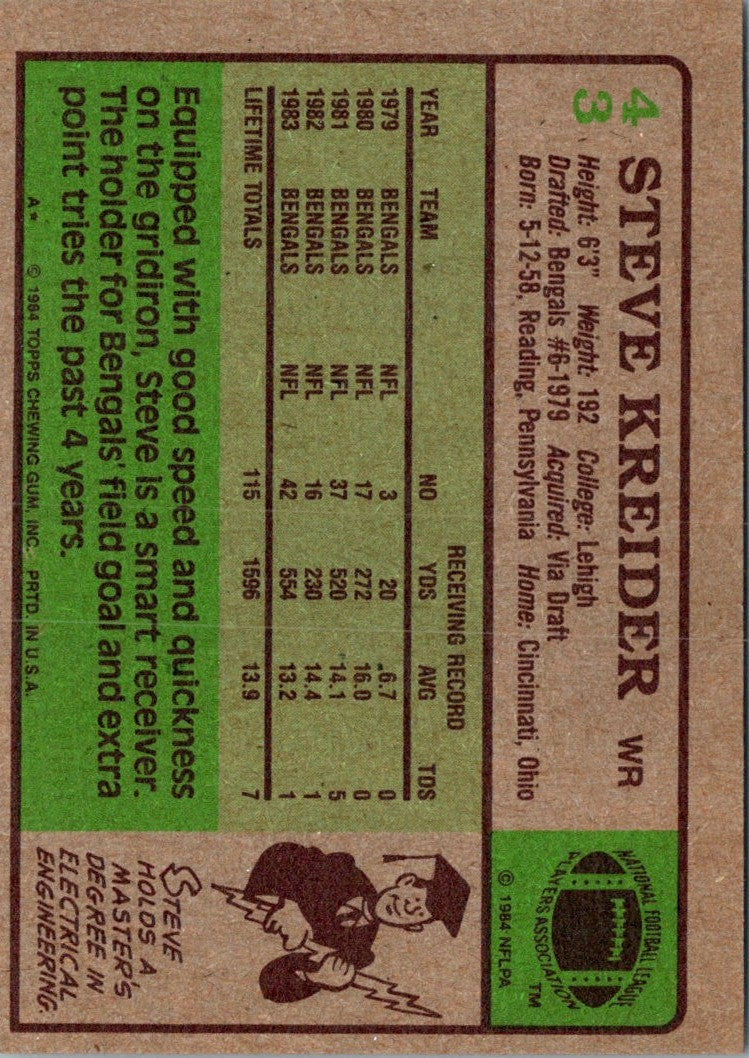 43
STEVE KREIDER WR
Height: 6'3" Weight: 192 College: Lehigh
Drafted: Bengals #6-1979 Acquired: Via Draft
Born: 5-12-58, Reading, Pennsylvania Home: Cincinnati, Ohio
NATIONAL FOOTBALL LEAGUE
PLAYERS ASSOCIATION
TM
© 1984 NFLPA
RECEIVING RECORD
YEAR TEAM NO YDS AVG TDS
1979 BENGALS NFL 3 20 6.7 0
1980 BENGALS NFL 17 272 16.0 0
1981 BENGALS NFL 37 520 14.1 5
1982 BENGALS NFL 16 230 14.4 1
1983 BENGALS NFL 42 554 13.2 1
LIFETIME TOTALS 115 1596 13.9 7
Equipped with good speed and quickness
on the gridiron, Steve is a smart receiver.
The holder for Bengals' field goal and extra
point tries the past 4 years.
A* © 1984 TOPPS CHEWING GUM, INC. PRTD. IN U.S.A.
STEVE
HOLDS A
MASTER'S
DEGREE IN
ELECTRICAL
ENGINEERING.